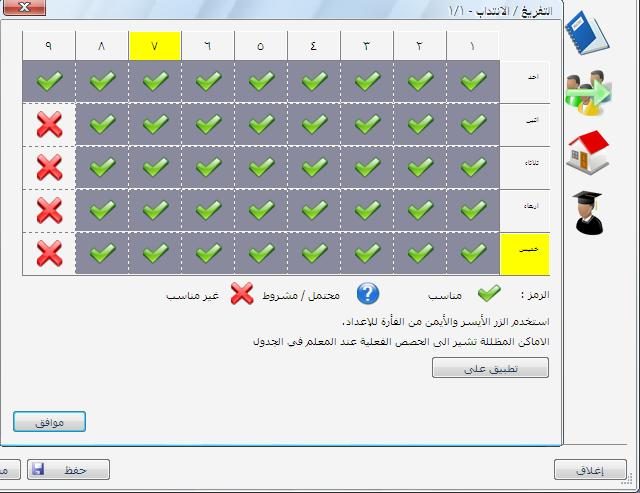 التفريغ / الانتداب - ١/١
١ ٢ ٣ ٤ ٥ ٦ ٧ ٨ ٩
احد
اثنين
ثلاثاء
اربعاء
خميس
الرمز : مناسب محتمل / مشروط غير مناسب
استخدم الزر الأيسر والأيمن من الفأرة للإعداد.
الاماكن المظللة تشير الى الحصص الفعلية عند المعلم في الجدول
تطبيق على
موافق
إغلاق حفظ